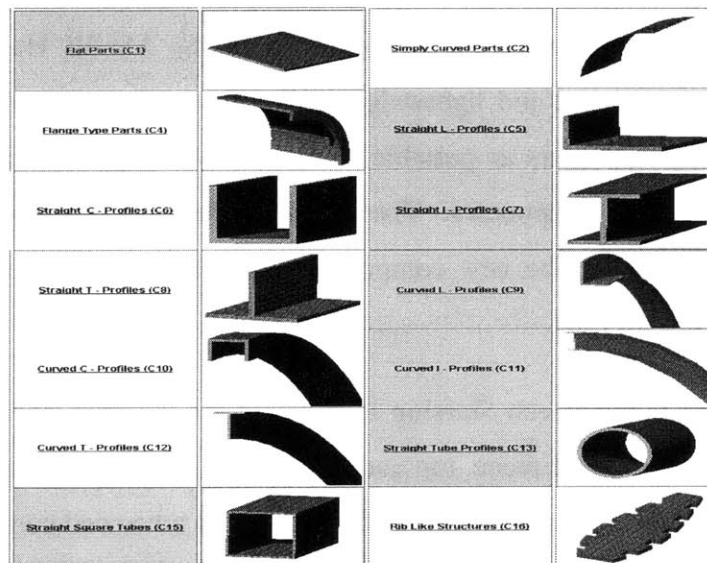 Flat Parts (C1)
Simply Curved Parts (C2)
Flange Type Parts (C4)
Straight L - Profiles (C5)
Straight C - Profiles (C6)
Straight I - Profiles (C7)
Straight T - Profiles (C8)
Curved L - Profiles (C9)
Curved C - Profiles (C10)
Curved I - Profiles (C11)
Curved T - Profiles (C12)
Straight Tube Profiles (C13)
Straight Square Tubes (C15)
Rib Like Structures (C16)